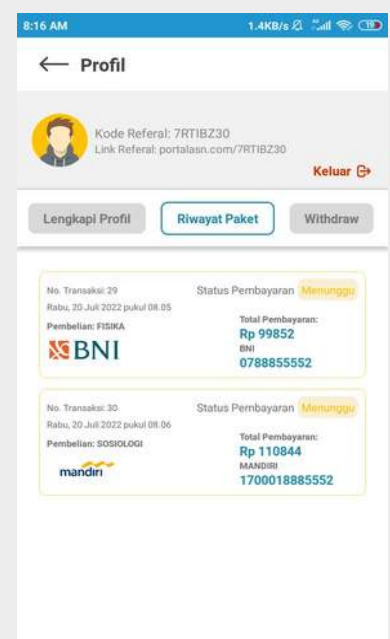 8:16 AM 1.4KB/s 19
Profil
Kode Referal: 7RTIBZ30
Link Referal: portalasn.com/7RTIBZ30
Keluar
Lengkapi Profil Riwayat Paket Withdraw
No. Transaksi: 29 Status Pembayaran Menunggu
Rabu, 20 Juli 2022 pukul 08.05
Pembelian: FISIKA Total Pembayaran:
Rp 99852
BNI BNI
0788855552
No. Transaksi: 30 Status Pembayaran Menunggu
Rabu, 20 Juli 2022 pukul 08.06
Pembelian: SOSIOLOGI Total Pembayaran:
Rp 110844
mandiri MANDIRI
1700018885552